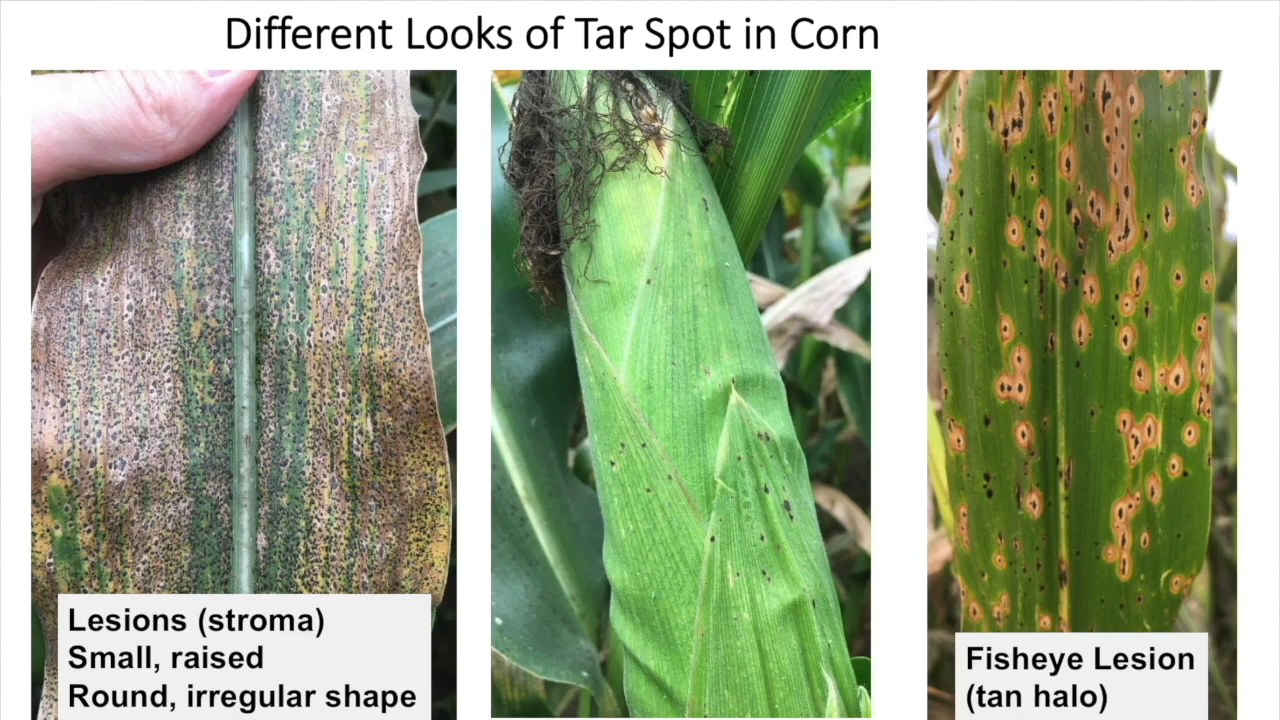 Different Looks of Tar Spot in Corn
Lesions (stroma)
Small, raised
Round, irregular shape
Fisheye Lesion
(tan halo)